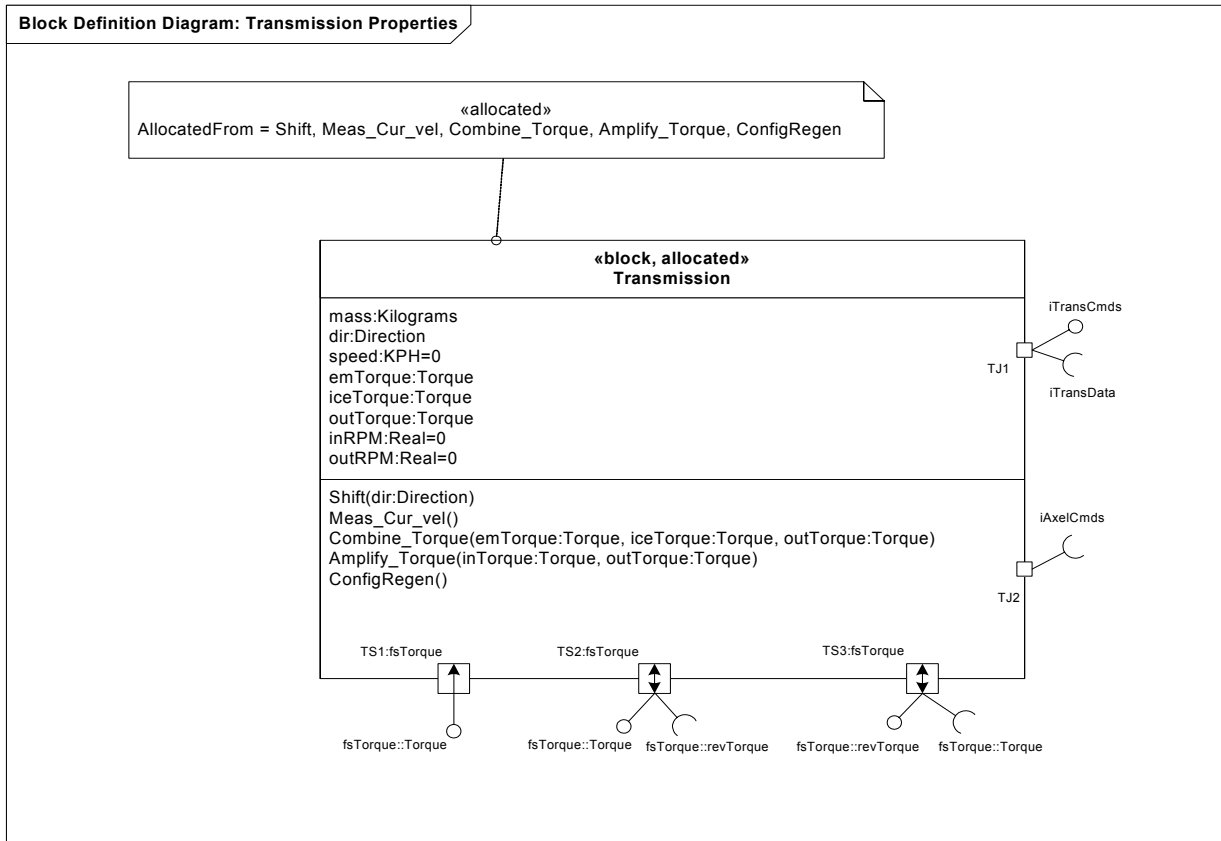 Block Definition Diagram: Transmission Properties
«allocated»
AllocatedFrom = Shift, Meas_Cur_vel, Combine_Torque, Amplify_Torque, ConfigRegen
«block, allocated»
Transmission
mass:Kilograms
dir:Direction
speed:KPH=0
emTorque:Torque
iceTorque:Torque
outTorque:Torque
inRPM:Real=0
outRPM:Real=0
iTransCmds
TJ1
iTransData
Shift(dir:Direction)
Meas_Cur_vel()
Combine_Torque(emTorque:Torque, iceTorque:Torque, outTorque:Torque)
Amplify_Torque(inTorque:Torque, outTorque:Torque)
ConfigRegen()
iAxelCmds
TJ2
TS1:fsTorque
TS2:fsTorque
TS3:fsTorque
fsTorque::Torque
fsTorque::Torque
fsTorque::revTorque
fsTorque::revTorque
fsTorque::Torque